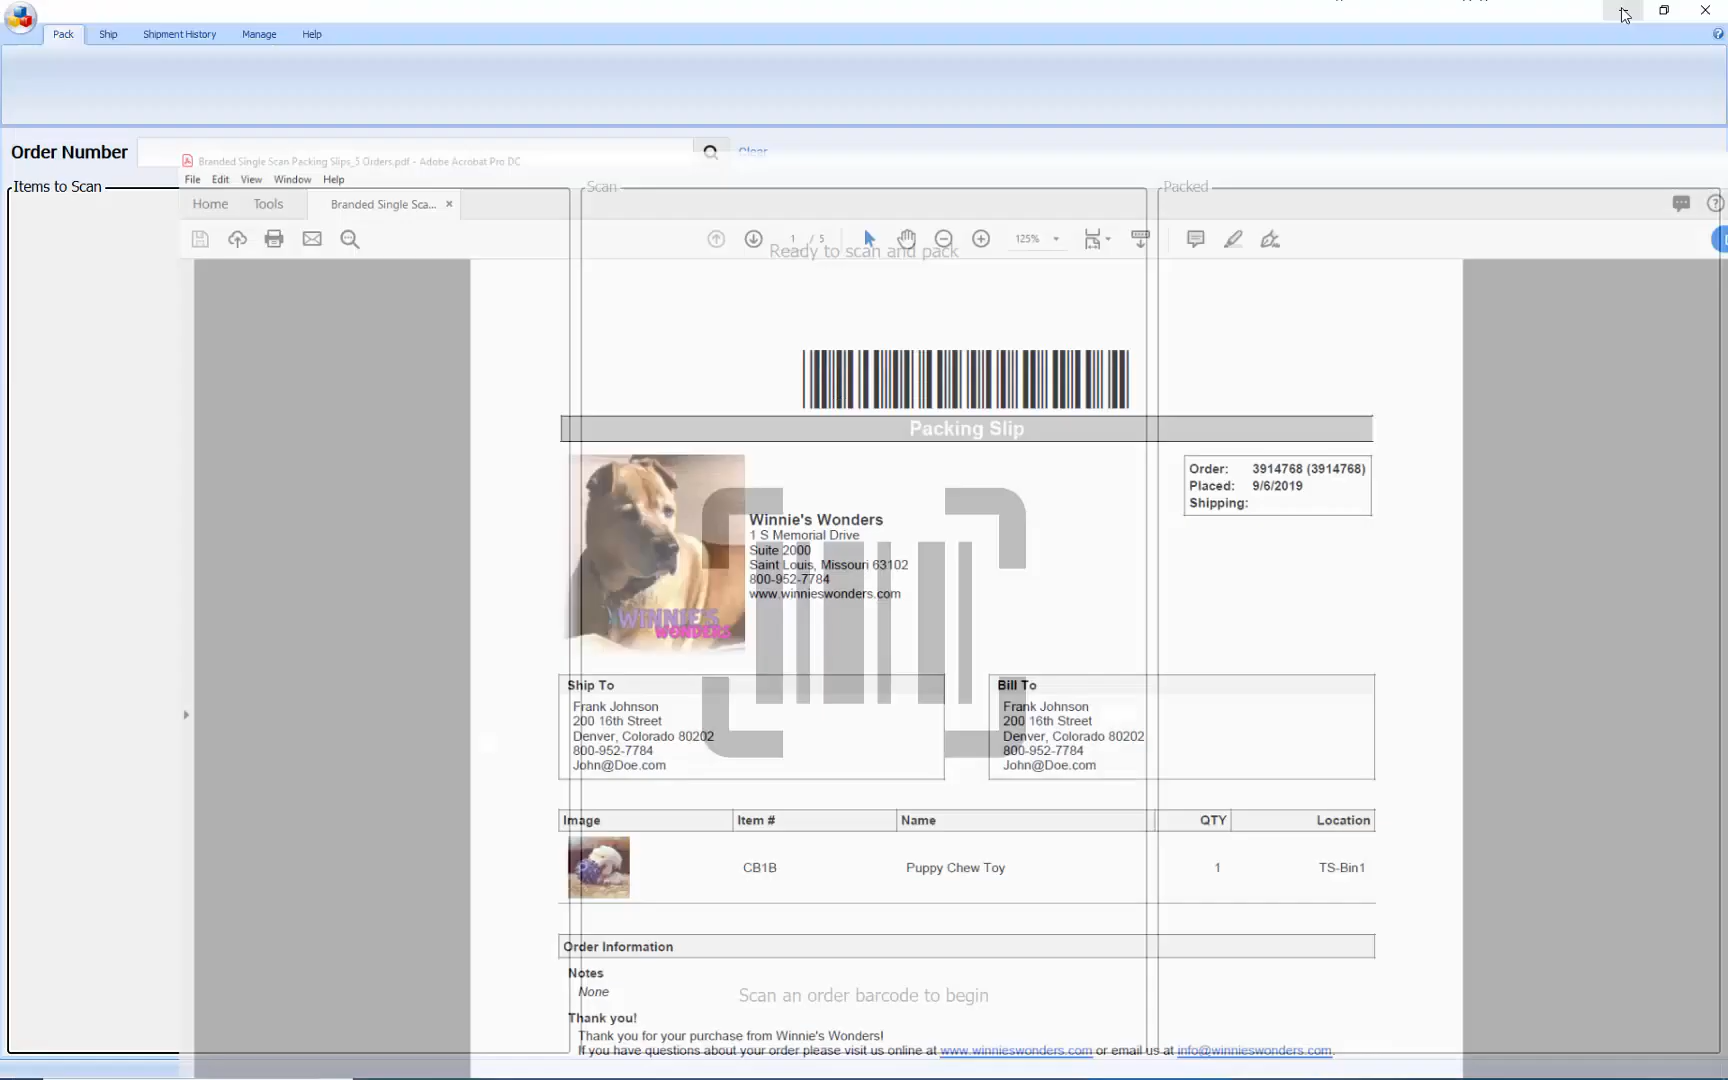 Pack Ship Shipment History Manage Help
Order Number
Clear
Branded Single Scan Packing Slips_5 Orders.pdf - Adobe Acrobat Pro DC
Items to Scan
Scan
Packed
File Edit View Window Help
Home Tools Branded Single Sca... ×
1 / 5 125%
Ready to scan and pack
Packing Slip
Order: 3914768 (3914768)
Placed: 9/6/2019
Shipping:
Winnie's Wonders
1 S Memorial Drive
Suite 2000
Saint Louis, Missouri 63102
800-952-7784
www.winnieswonders.com
WINNIE'S
WONDERS
Ship To
Frank Johnson
200 16th Street
Denver, Colorado 80202
800-952-7784
John@Doe.com
Bill To
Frank Johnson
200 16th Street
Denver, Colorado 80202
800-952-7784
John@Doe.com
Image Item # Name QTY Location
CB1B Puppy Chew Toy 1 TS-Bin1
Order Information
Notes
None
Scan an order barcode to begin
Thank you!
Thank you for your purchase from Winnie's Wonders!
If you have questions about your order please visit us online at www.winnieswonders.com or email us at info@winnieswonders.com.